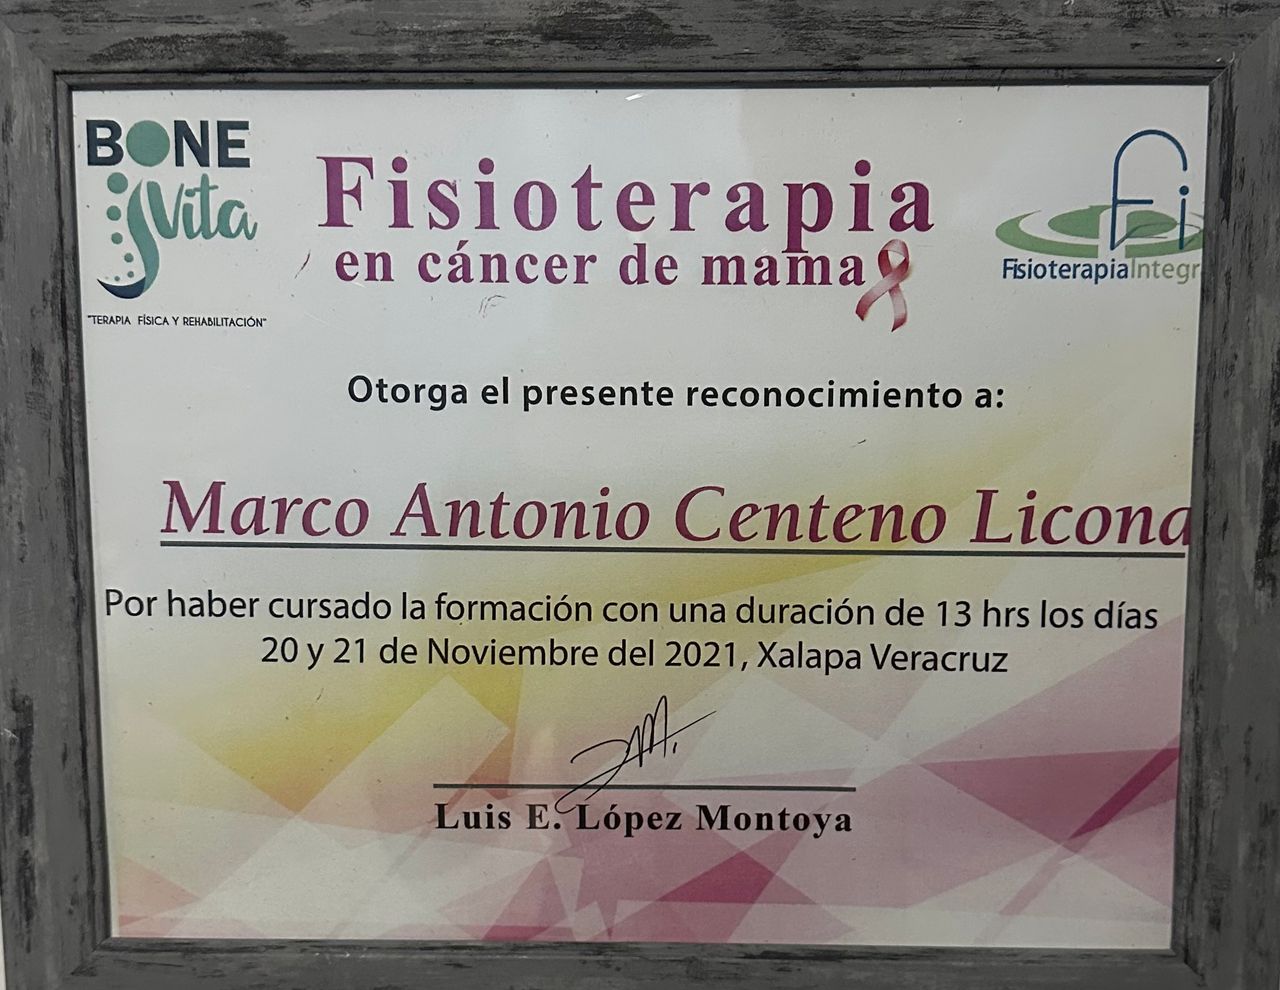 BONE
Vita
"TERAPIA FÍSICA Y REHABILITACIÓN"
Fisioterapia
en cáncer de mama
Fi
FisioterapiaIntegr
Otorga el presente reconocimiento a:
Marco Antonio Centeno Licona
Por haber cursado la formación con una duración de 13 hrs los días
20 y 21 de Noviembre del 2021, Xalapa Veracruz
Luis E. López Montoya